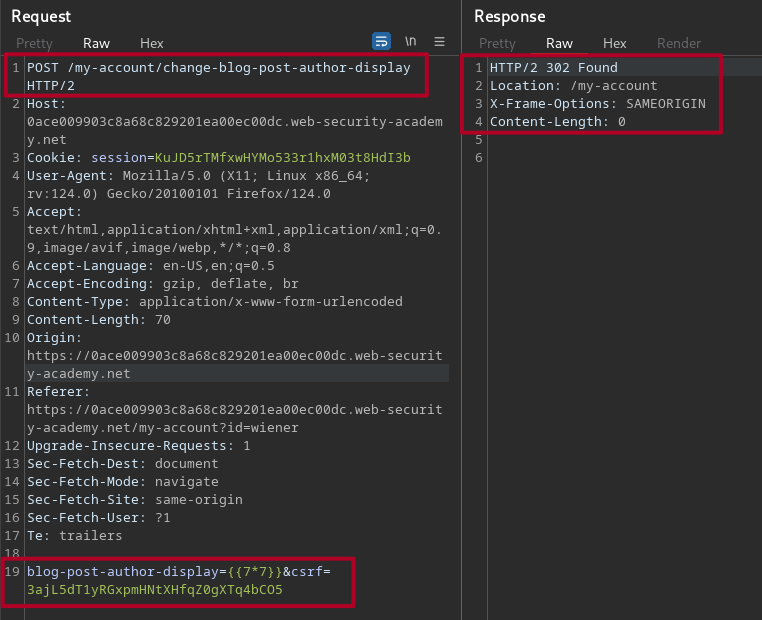 Request
Pretty Raw Hex \n
1 POST /my-account/change-blog-post-author-display
HTTP/2
2 Host:
0ace009903c8a68c829201ea00ec00dc.web-security-academ
y.net
3 Cookie: session=KuJD5rTMfxwHYMo533r1hxM03t8HdI3b
4 User-Agent: Mozilla/5.0 (X11; Linux x86_64;
rv:124.0) Gecko/20100101 Firefox/124.0
5 Accept:
text/html,application/xhtml+xml,application/xml;q=0.
9,image/avif,image/webp,*/*;q=0.8
6 Accept-Language: en-US,en;q=0.5
7 Accept-Encoding: gzip, deflate, br
8 Content-Type: application/x-www-form-urlencoded
9 Content-Length: 70
10 Origin:
https://0ace009903c8a68c829201ea00ec00dc.web-securit
y-academy.net
11 Referer:
https://0ace009903c8a68c829201ea00ec00dc.web-securit
y-academy.net/my-account?id=wiener
12 Upgrade-Insecure-Requests: 1
13 Sec-Fetch-Dest: document
14 Sec-Fetch-Mode: navigate
15 Sec-Fetch-Site: same-origin
16 Sec-Fetch-User: ?1
17 Te: trailers
18
19 blog-post-author-display={{7*7}}&csrf=
3ajL5dT1yRGxpmHNtXHfqZ0gXTq4bCO5
Response
Pretty Raw Hex Render
1 HTTP/2 302 Found
2 Location: /my-account
3 X-Frame-Options: SAMEORIGIN
4 Content-Length: 0
5
6